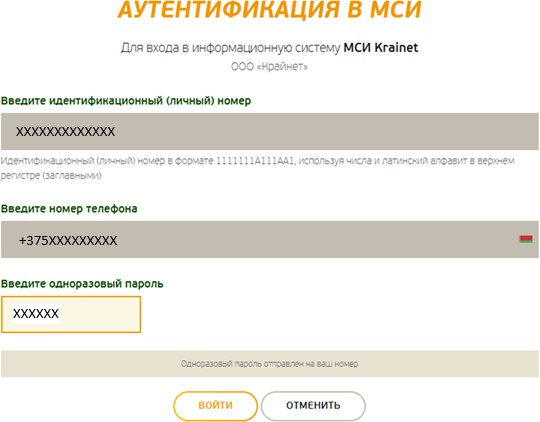 АУТЕНТИФИКАЦИЯ В МСИ
Для входа в информационную систему МСИ Krainet
ООО «Крайнет»
Введите идентификационный (личный) номер
XXXXXXXXXXXXX
Идентификационный (личный) номер в формате 1111111A111AA1, используя числа и латинский алфавит в верхнем
регистре (заглавными)
Введите номер телефона
+375XXXXXXXXX
Введите одноразовый пароль
XXXXXX
Одноразовый пароль отправлен на ваш номер
ВОЙТИ ОТМЕНИТЬ